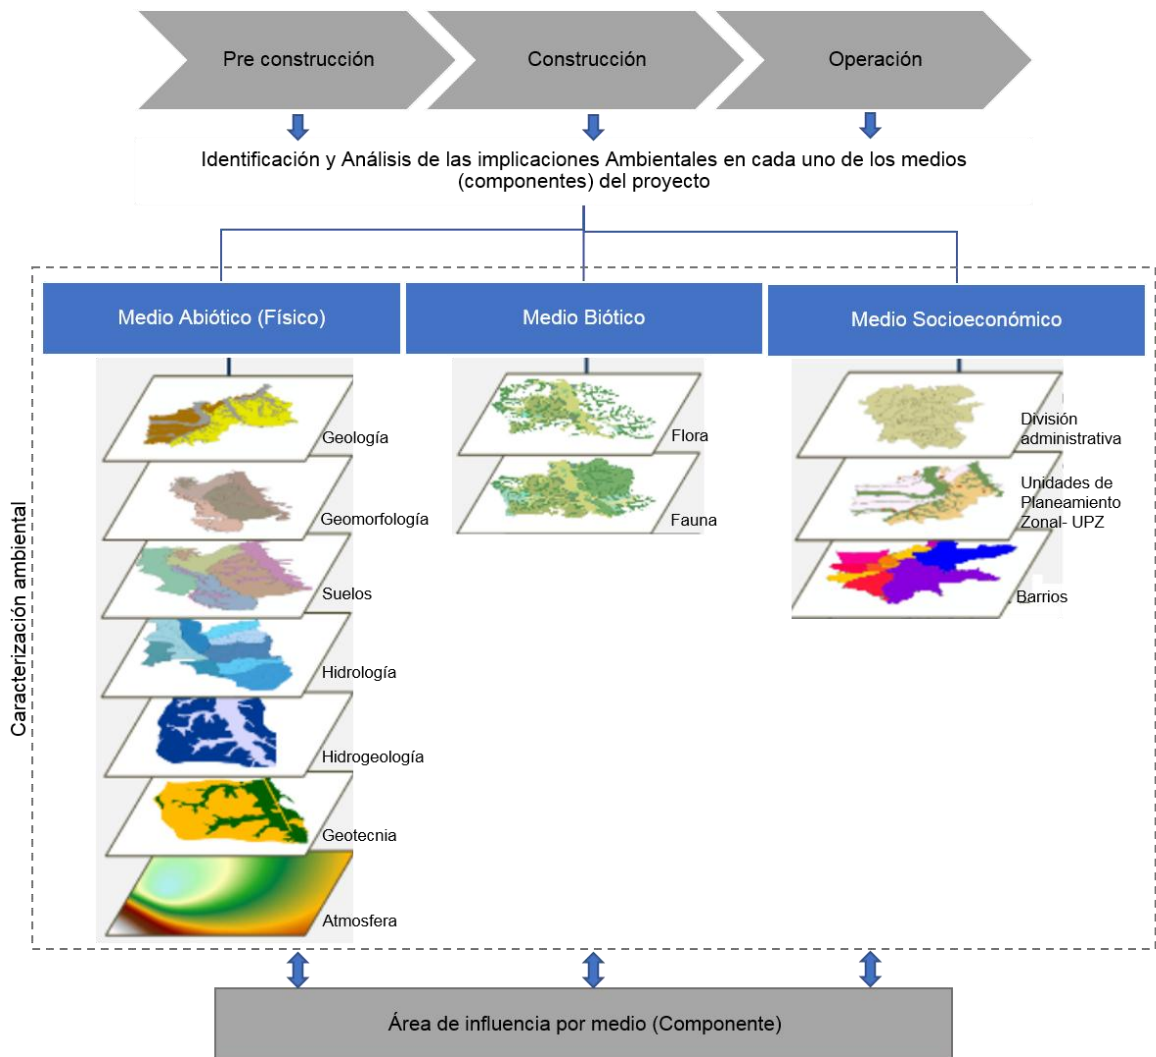 Pre construcción
Construcción
Operación
Identificación y Análisis de las implicaciones Ambientales en cada uno de los medios
(componentes) del proyecto
Caracterización ambiental
Medio Abiótico (Físico)
Geología
Geomorfología
Suelos
Hidrología
Hidrogeología
Geotecnia
Atmosfera
Medio Biótico
Flora
Fauna
Medio Socioeconómico
División
administrativa
Unidades de
Planeamiento
Zonal- UPZ
Barrios
Área de influencia por medio (Componente)